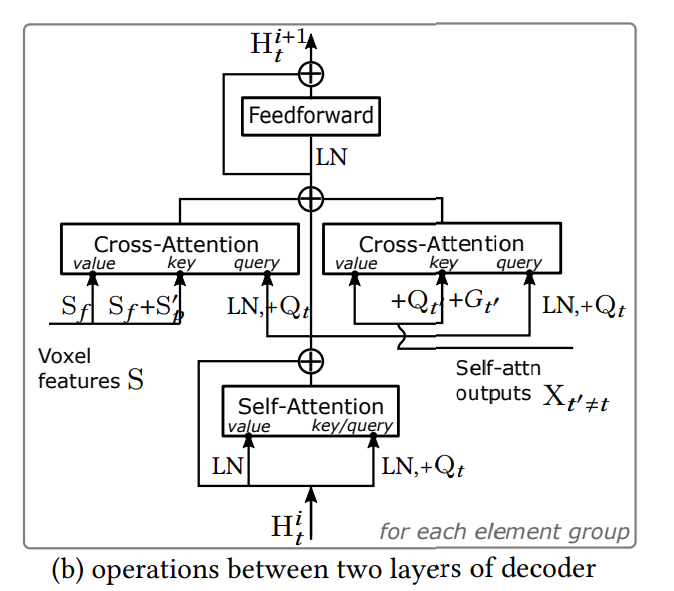 H_t^{i+1}
Feedforward
LN
Cross-Attention
value key query
Cross-Attention
value key query
S_f S_f+S'_p LN,+Q_t
+Q_{t'}+G_{t'} LN,+Q_t
Voxel
features S
Self-attn
outputs X_{t'≠t}
Self-Attention
value key/query
LN LN,+Q_t
H_t^i
for each element group
(b) operations between two layers of decoder